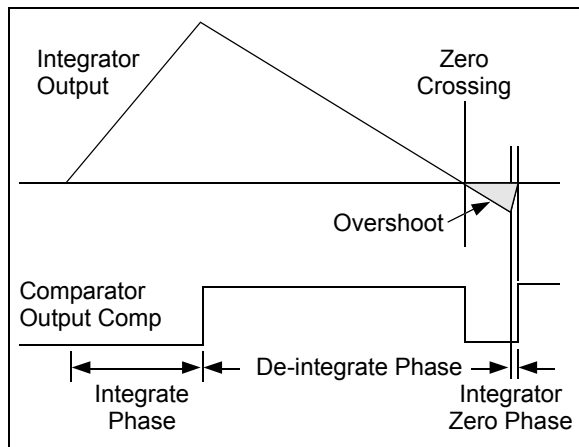 Integrator
Output
Zero
Crossing
Overshoot
Comparator
Output Comp
De-integrate Phase
Integrate
Phase
Integrator
Zero Phase